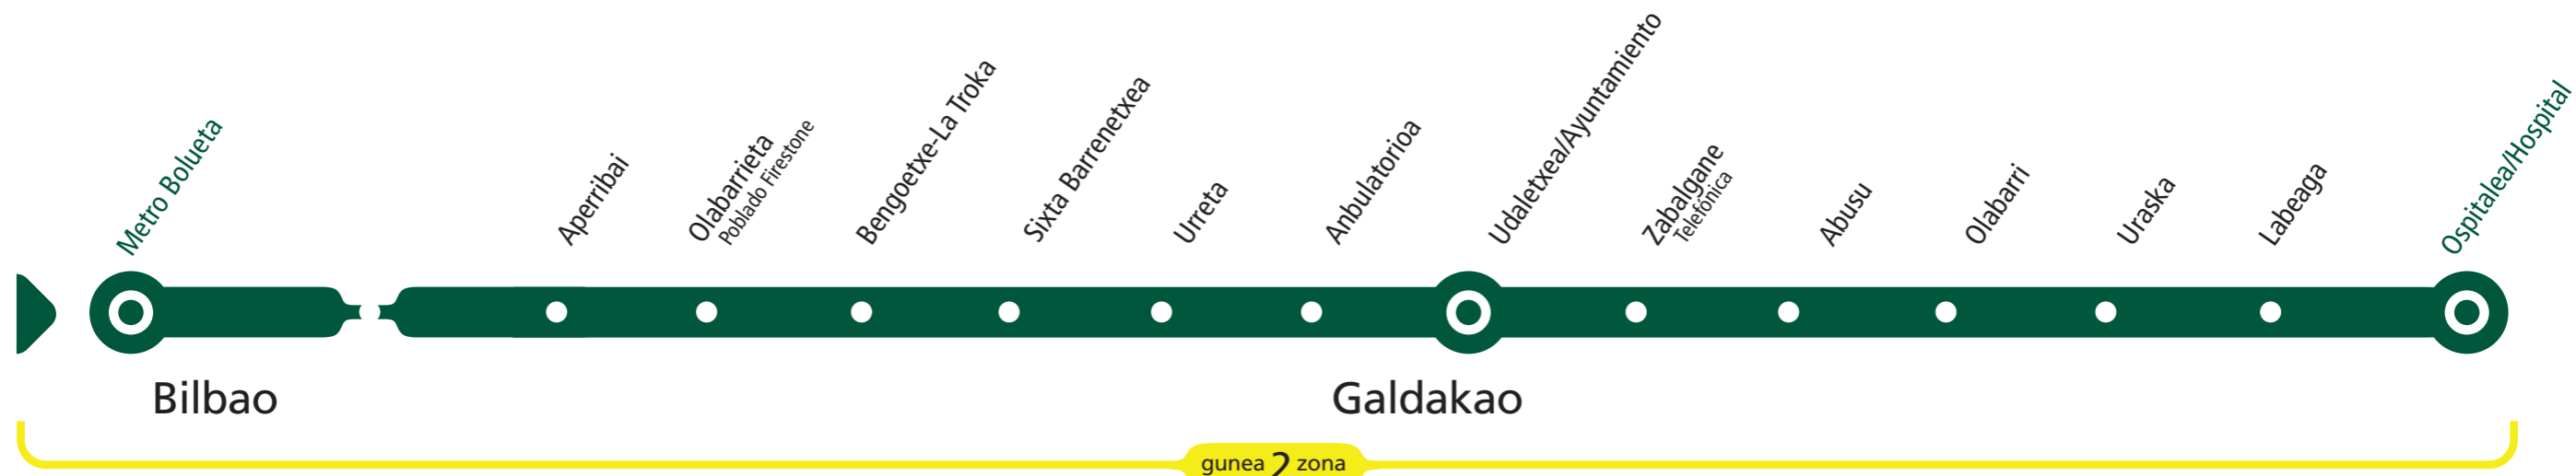 Metro Bolueta
Aperribai
Olabarrieta
Poblado Firestone
Bengoetxe-La Troka
Sixta Barrenetxea
Urreta
Anbulatorioa
Udaletxea/Ayuntamiento
Zabalgane
Telefónica
Abusu
Olabarri
Uraska
Labeaga
Ospitalea/Hospital
Bilbao
Galdakao
gunea 2 zona